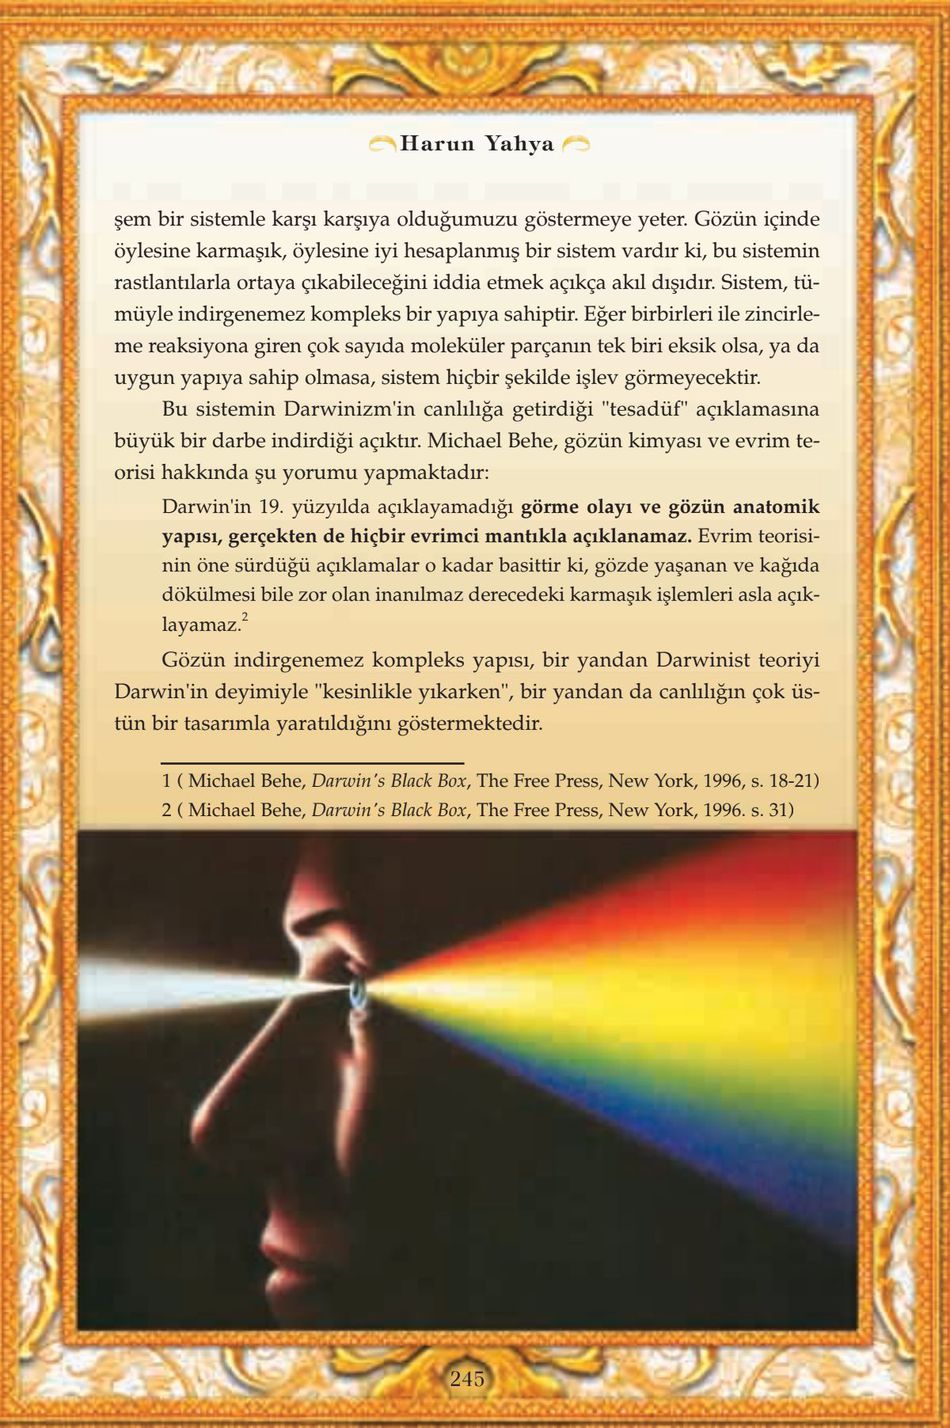 Harun Yahya
şem bir sistemle karşı karşıya olduğumuzu göstermeye yeter. Gözün içinde
öylesine karmaşık, öylesine iyi hesaplanmış bir sistem vardır ki, bu sistemin
rastlantılarla ortaya çıkabileceğini iddia etmek açıkça akıl dışıdır. Sistem, tü-
müyle indirgenemez kompleks bir yapıya sahiptir. Eğer birbirleri ile zincirle-
me reaksiyona giren çok sayıda moleküler parçanın tek biri eksik olsa, ya da
uygun yapıya sahip olmasa, sistem hiçbir şekilde işlev görmeyecektir.
Bu sistemin Darwinizm'in canlılığa getirdiği "tesadüf" açıklamasına
büyük bir darbe indirdiği açıktır. Michael Behe, gözün kimyası ve evrim te-
orisi hakkında şu yorumu yapmaktadır:
Darwin'in 19. yüzyılda açıklayamadığı görme olayı ve gözün anatomik
yapısı, gerçekten de hiçbir evrimci mantıkla açıklanamaz. Evrim teorisi-
nin öne sürdüğü açıklamalar o kadar basittir ki, gözde yaşanan ve kağıda
dökülmesi bile zor olan inanılmaz derecedeki karmaşık işlemleri asla açık-
layamaz.2
Gözün indirgenemez kompleks yapısı, bir yandan Darwinist teoriyi
Darwin'in deyimiyle "kesinlikle yıkarken", bir yandan da canlılığın çok üs-
tün bir tasarımla yaratıldığını göstermektedir.
1 ( Michael Behe, Darwin's Black Box, The Free Press, New York, 1996, s. 18-21)
2 ( Michael Behe, Darwin's Black Box, The Free Press, New York, 1996. s. 31)
245